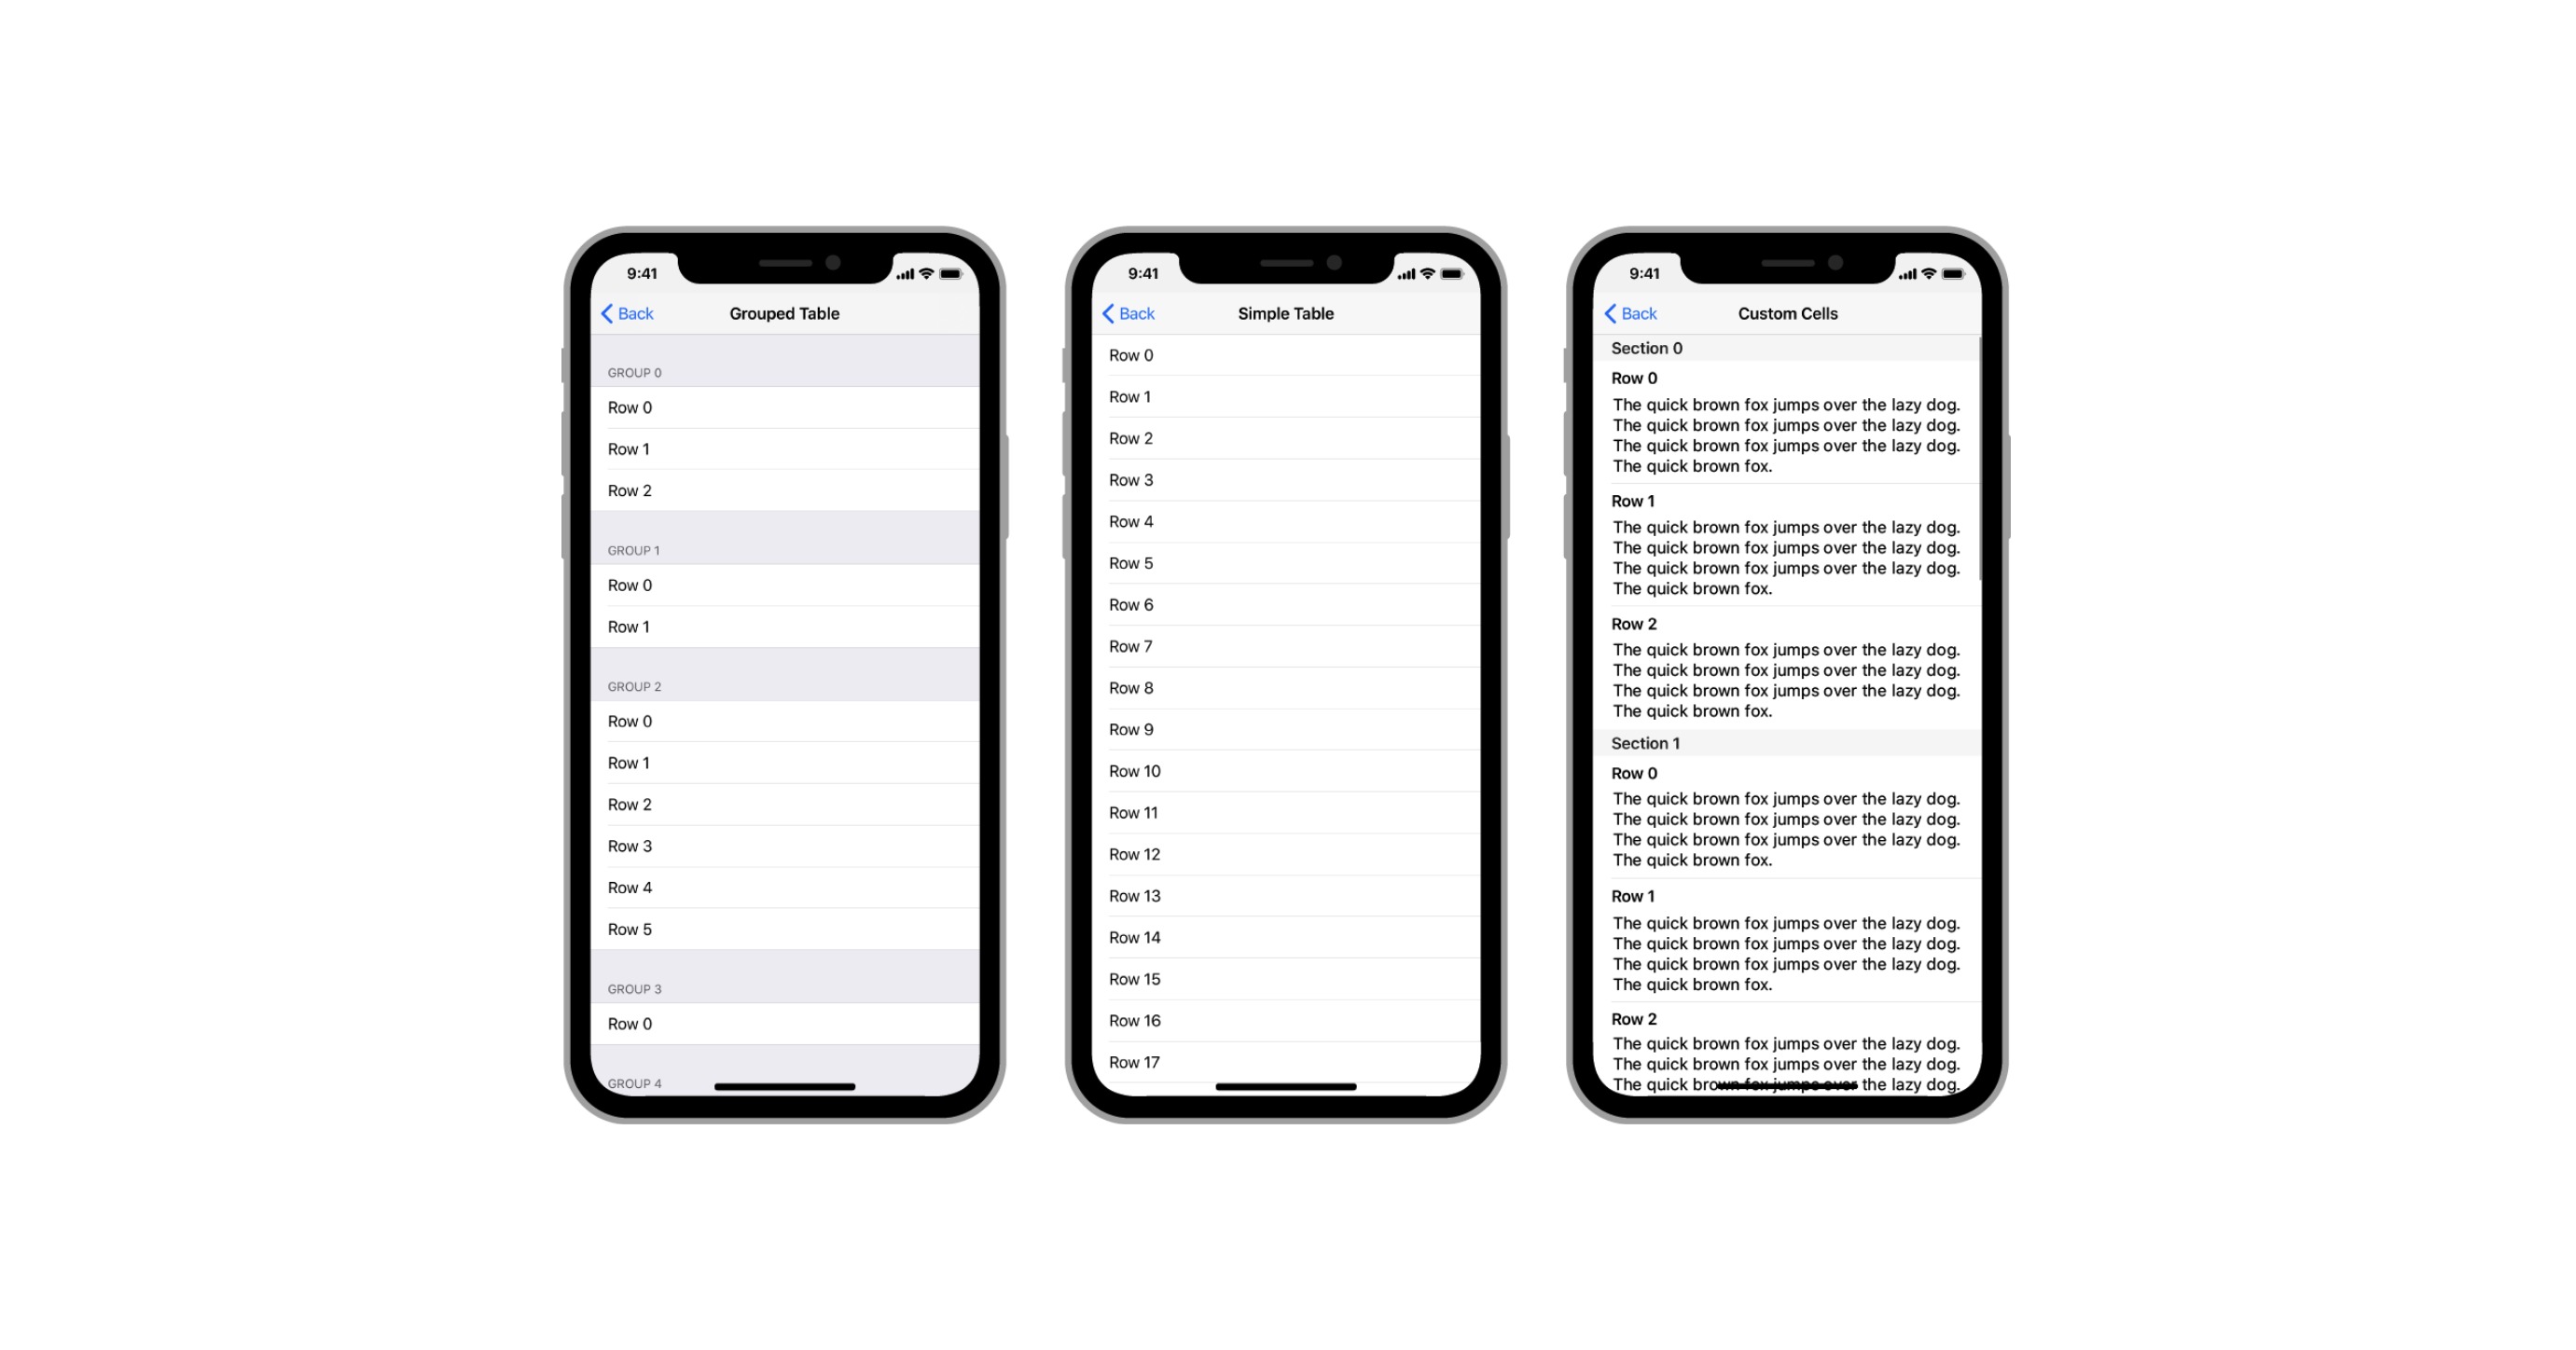 9:41
Back
Grouped Table
GROUP 0
Row 0
Row 1
Row 2
GROUP 1
Row 0
Row 1
GROUP 2
Row 0
Row 1
Row 2
Row 3
Row 4
Row 5
GROUP 3
Row 0
GROUP 4
9:41
Back
Simple Table
Row 0
Row 1
Row 2
Row 3
Row 4
Row 5
Row 6
Row 7
Row 8
Row 9
Row 10
Row 11
Row 12
Row 13
Row 14
Row 15
Row 16
Row 17
9:41
Back
Custom Cells
Section 0
Row 0
The quick brown fox jumps over the lazy dog.
The quick brown fox jumps over the lazy dog.
The quick brown fox jumps over the lazy dog.
The quick brown fox.
Row 1
The quick brown fox jumps over the lazy dog.
The quick brown fox jumps over the lazy dog.
The quick brown fox jumps over the lazy dog.
The quick brown fox.
Row 2
The quick brown fox jumps over the lazy dog.
The quick brown fox jumps over the lazy dog.
The quick brown fox jumps over the lazy dog.
The quick brown fox.
Section 1
Row 0
The quick brown fox jumps over the lazy dog.
The quick brown fox jumps over the lazy dog.
The quick brown fox jumps over the lazy dog.
The quick brown fox.
Row 1
The quick brown fox jumps over the lazy dog.
The quick brown fox jumps over the lazy dog.
The quick brown fox jumps over the lazy dog.
The quick brown fox.
Row 2
The quick brown fox jumps over the lazy dog.
The quick brown fox jumps over the lazy dog.
The quick brown fox jumps over the lazy dog.